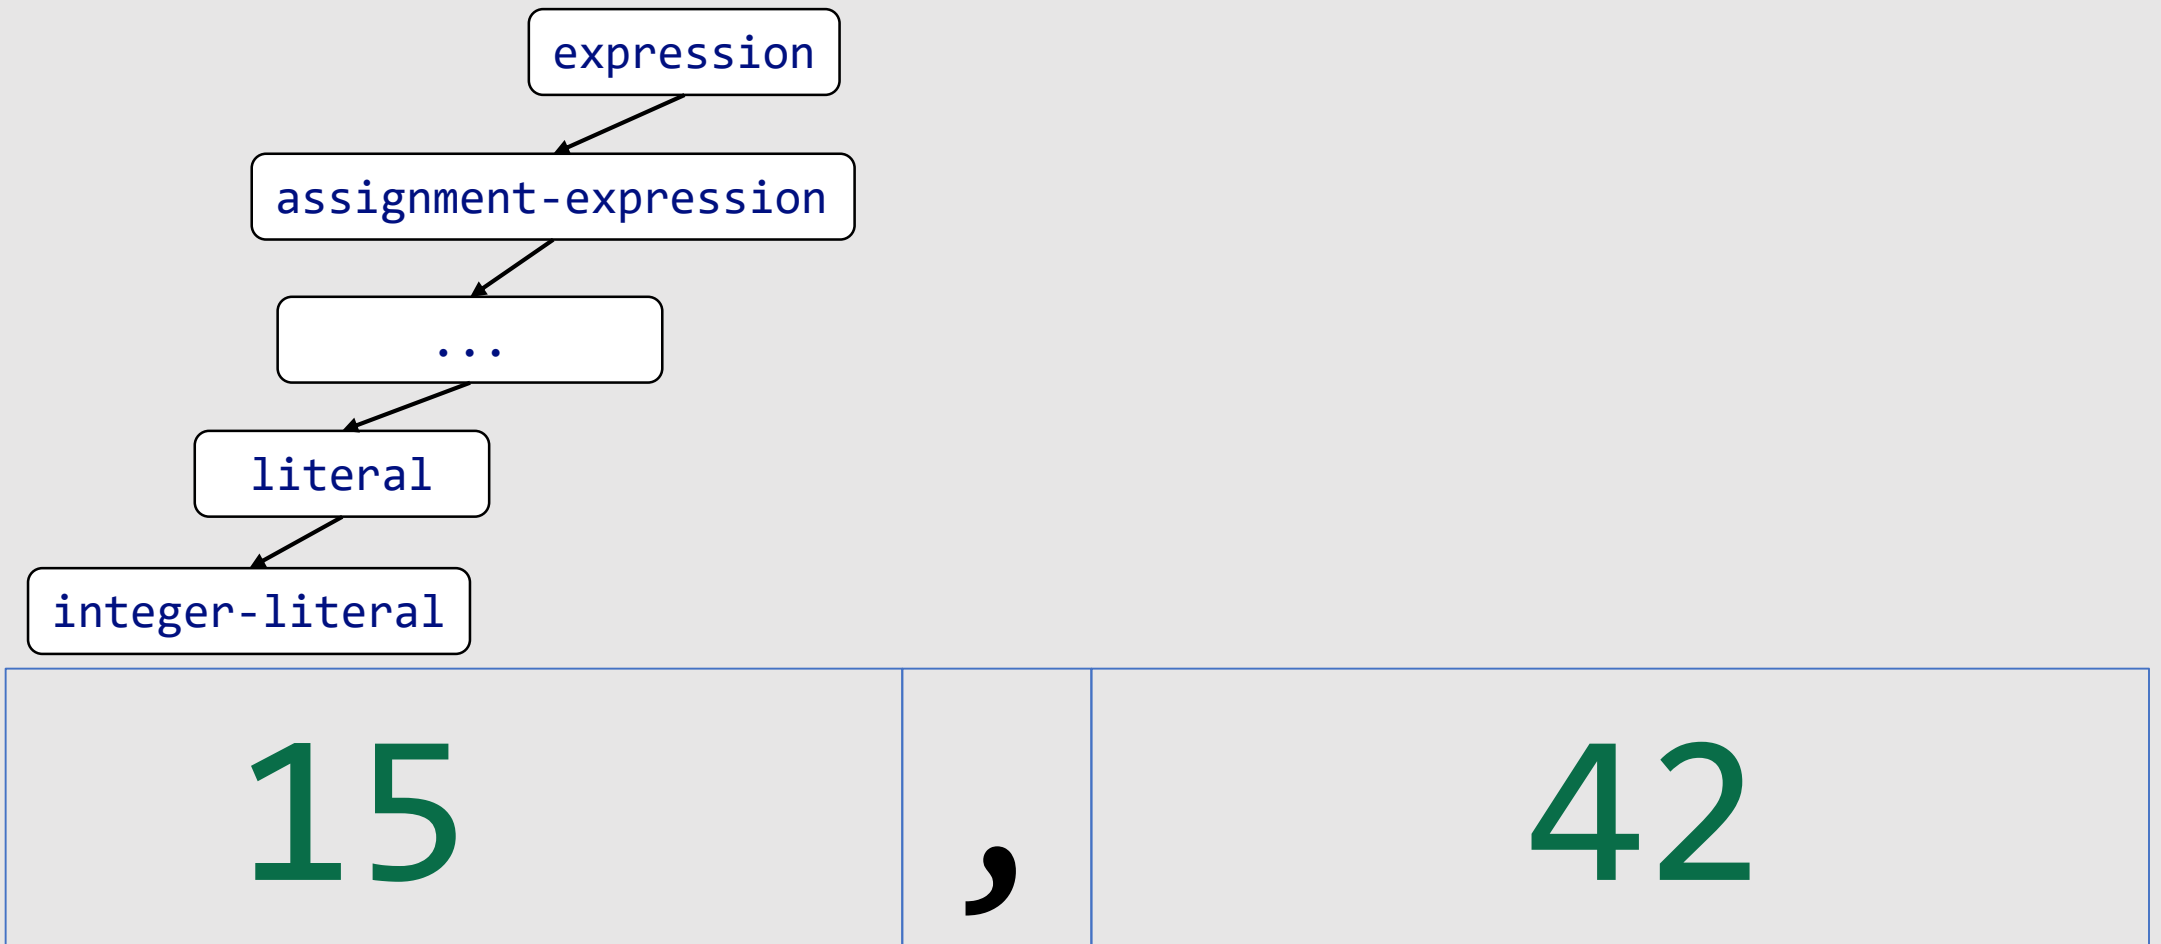 expression
assignment-expression
...
literal
integer-literal
15 , 42